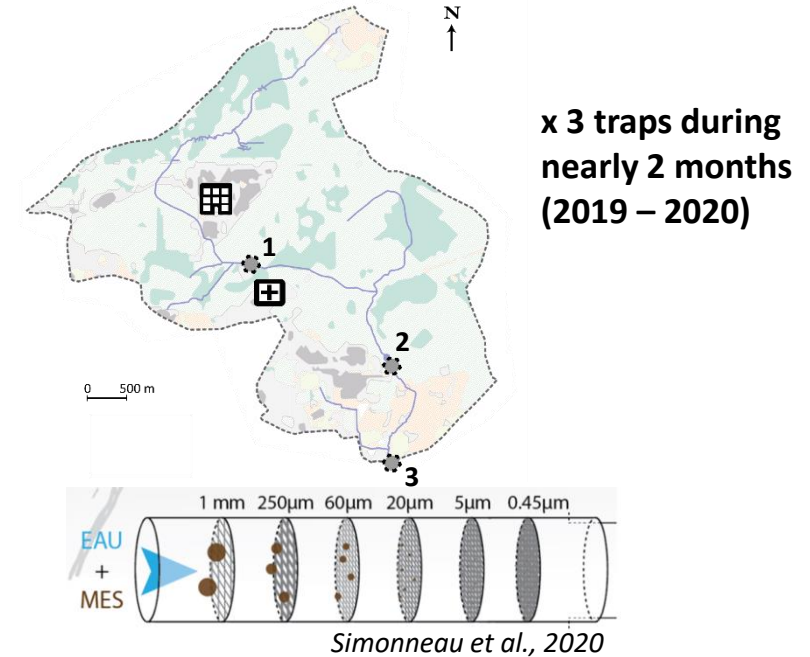 N
x 3 traps during
nearly 2 months
(2019 – 2020)
1
2
0 500 m
3
1 mm 250µm 60µm 20µm 5µm 0.45µm
EAU
+
MES
Simonneau et al., 2020